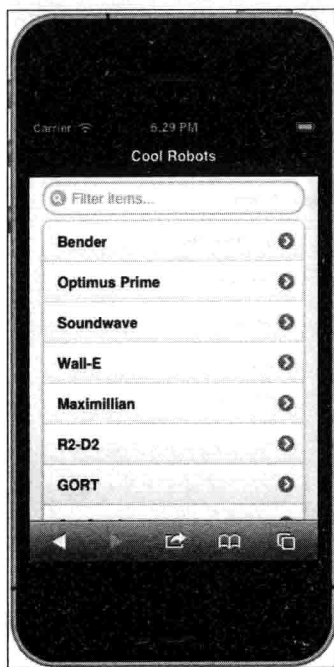 Carrier 6:29 PM
Cool Robots
Filter items...
Bender
Optimus Prime
Soundwave
Wall-E
Maximillian
R2-D2
GORT